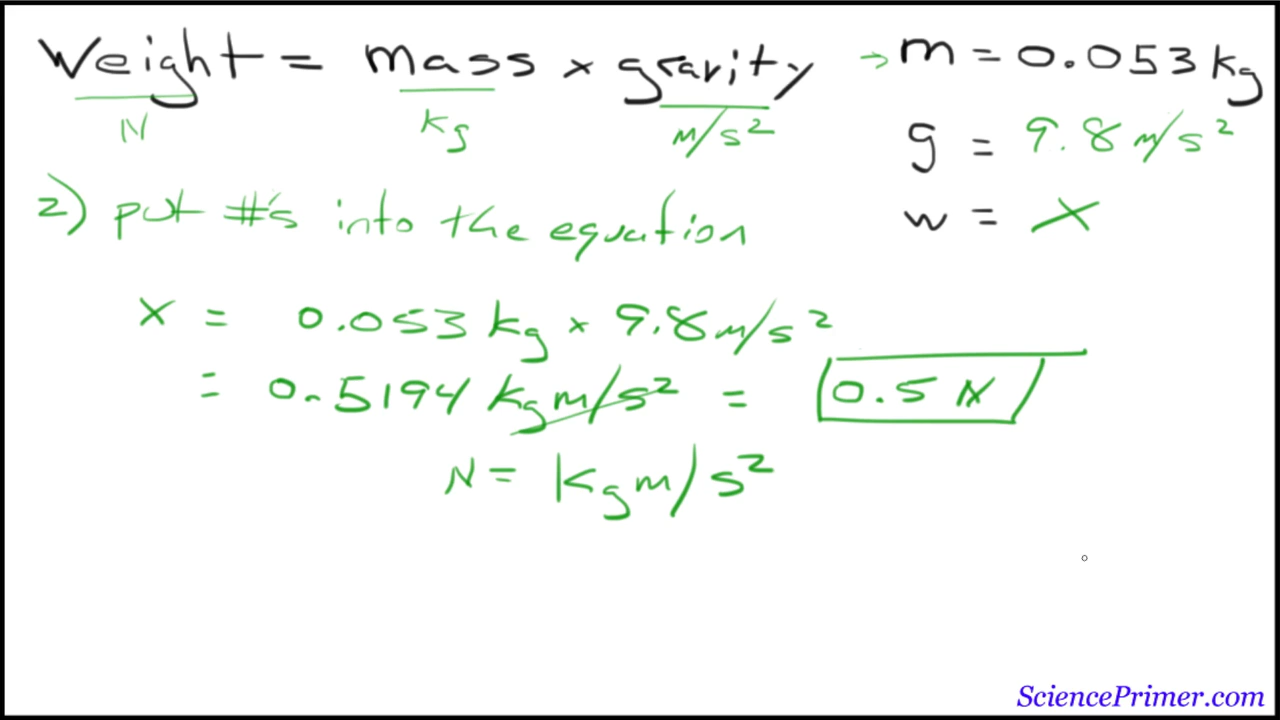 Weight = mass × gravity
N kg m/s²
→ m = 0.053 kg
g = 9.8 m/s²
w = X
2) put #'s into the equation
X = 0.053 kg × 9.8 m/s²
= 0.5194 kgm/s² = 0.5 N
N = kgm/s²
SciencePrimer.com